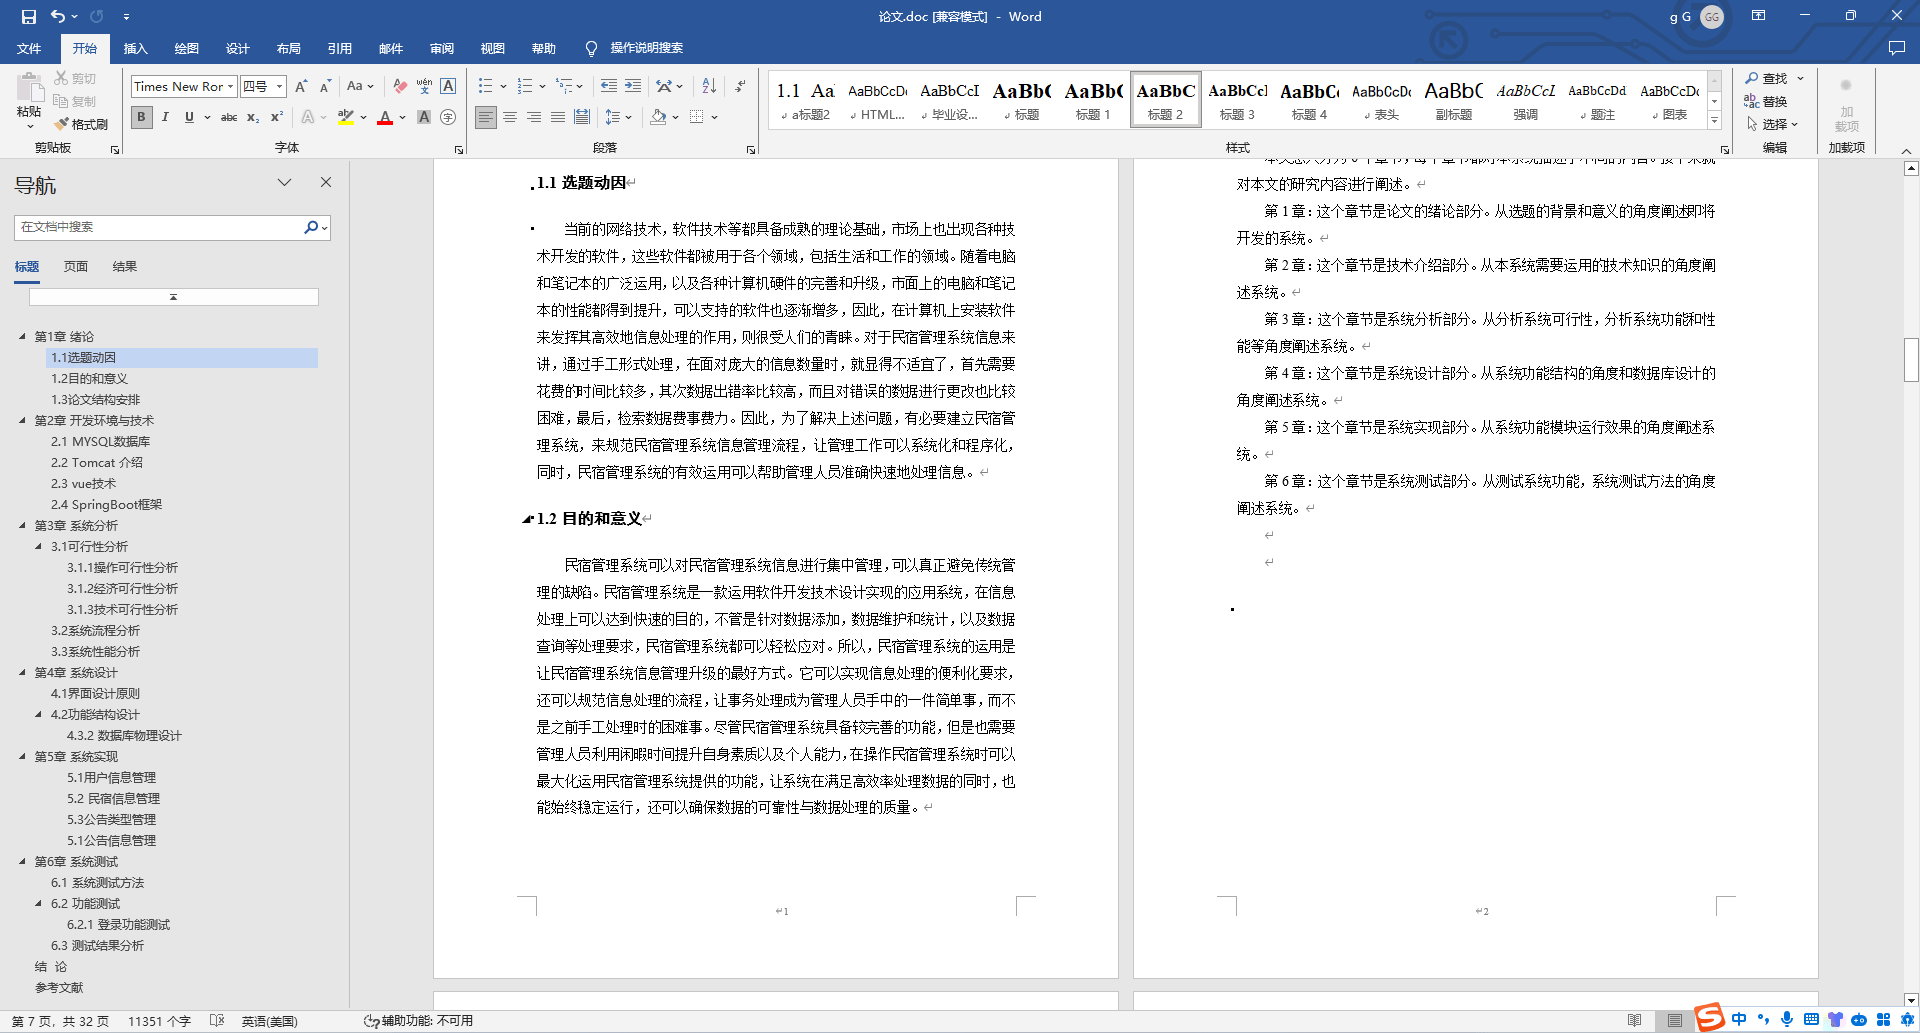 论文.doc [兼容模式] - Word
g G
GG
文件
开始
插入
绘图
设计
布局
引用
邮件
审阅
视图
帮助
操作说明搜索
粘贴
剪切
复制
格式刷
剪贴板
Times New Ror
四号
字体
段落
1.1 Aa
a标题2
AaBbCcDc
HTML...
AaBbCcI
毕业设...
AaBb(
标题
AaBb(
标题 1
AaBbC
标题 2
AaBbCcl
标题 3
AaBbC(
标题 4
AaBbCcDc
表头
AaBbC
副标题
AaBbCcL
强调
AaBbCcDd
题注
AaBbCcDc
图表
样式
查找
替换
选择
编辑
加载项
加载项
导航
在文档中搜索
标题
页面
结果
第1章 绪论
1.1选题动因
1.2目的和意义
1.3论文结构安排
第2章 开发环境与技术
2.1 MYSQL数据库
2.2 Tomcat 介绍
2.3 vue技术
2.4 SpringBoot框架
第3章 系统分析
3.1可行性分析
3.1.1操作可行性分析
3.1.2经济可行性分析
3.1.3技术可行性分析
3.2系统流程分析
3.3系统性能分析
第4章 系统设计
4.1界面设计原则
4.2功能结构设计
4.3.2 数据库物理设计
第5章 系统实现
5.1用户信息管理
5.2 民宿信息管理
5.3公告类型管理
5.1公告信息管理
第6章 系统测试
6.1 系统测试方法
6.2 功能测试
6.2.1 登录功能测试
6.3 测试结果分析
结 论
参考文献
1.1 选题动因
当前的网络技术，软件技术等都具备成熟的理论基础，市场上也出现各种技
术开发的软件，这些软件都被用于各个领域，包括生活和工作的领域。随着电脑
和笔记本的广泛运用，以及各种计算机硬件的完善和升级，市面上的电脑和笔记
本的性能都得到提升，可以支持的软件也逐渐增多，因此，在计算机上安装软件
来发挥其高效地信息处理的作用，则很受人们的青睐。对于民宿管理系统信息来
讲，通过手工形式处理，在面对庞大的信息数量时，就显得不适宜了，首先需要
花费的时间比较多，其次数据出错率比较高，而且对错误的数据进行更改也比较
困难，最后，检索数据费事费力。因此，为了解决上述问题，有必要建立民宿管
理系统，来规范民宿管理系统信息管理流程，让管理工作可以系统化和程序化，
同时，民宿管理系统的有效运用可以帮助管理人员准确快速地处理信息。
1.2 目的和意义
民宿管理系统可以对民宿管理系统信息进行集中管理，可以真正避免传统管
理的缺陷。民宿管理系统是一款运用软件开发技术设计实现的应用系统，在信息
处理上可以达到快速的目的，不管是针对数据添加，数据维护和统计，以及数据
查询等处理要求，民宿管理系统都可以轻松应对。所以，民宿管理系统的运用是
让民宿管理系统信息管理升级的最好方式。它可以实现信息处理的便利化要求，
还可以规范信息处理的流程，让事务处理成为管理人员手中的一件简单事，而不
是之前手工处理时的困难事。尽管民宿管理系统具备较完善的功能，但是也需要
管理人员利用闲暇时间提升自身素质以及个人能力，在操作民宿管理系统时可以
最大化运用民宿管理系统提供的功能，让系统在满足高效率处理数据的同时，也
能始终稳定运行，还可以确保数据的可靠性与数据处理的质量。
1
对本文的研究内容进行阐述。
第 1 章：这个章节是论文的绪论部分。从选题的背景和意义的角度阐述即将
开发的系统。
第 2 章：这个章节是技术介绍部分。从本系统需要运用的技术知识的角度阐
述系统。
第 3 章：这个章节是系统分析部分。从分析系统可行性，分析系统功能和性
能等角度阐述系统。
第 4 章：这个章节是系统设计部分。从系统功能结构的角度和数据库设计的
角度阐述系统。
第 5 章：这个章节是系统实现部分。从系统功能模块运行效果的角度阐述系
统。
第 6 章：这个章节是系统测试部分。从测试系统功能，系统测试方法的角度
阐述系统。
2
第 7 页，共 32 页
11351 个字
英语(美国)
辅助功能: 不可用
中